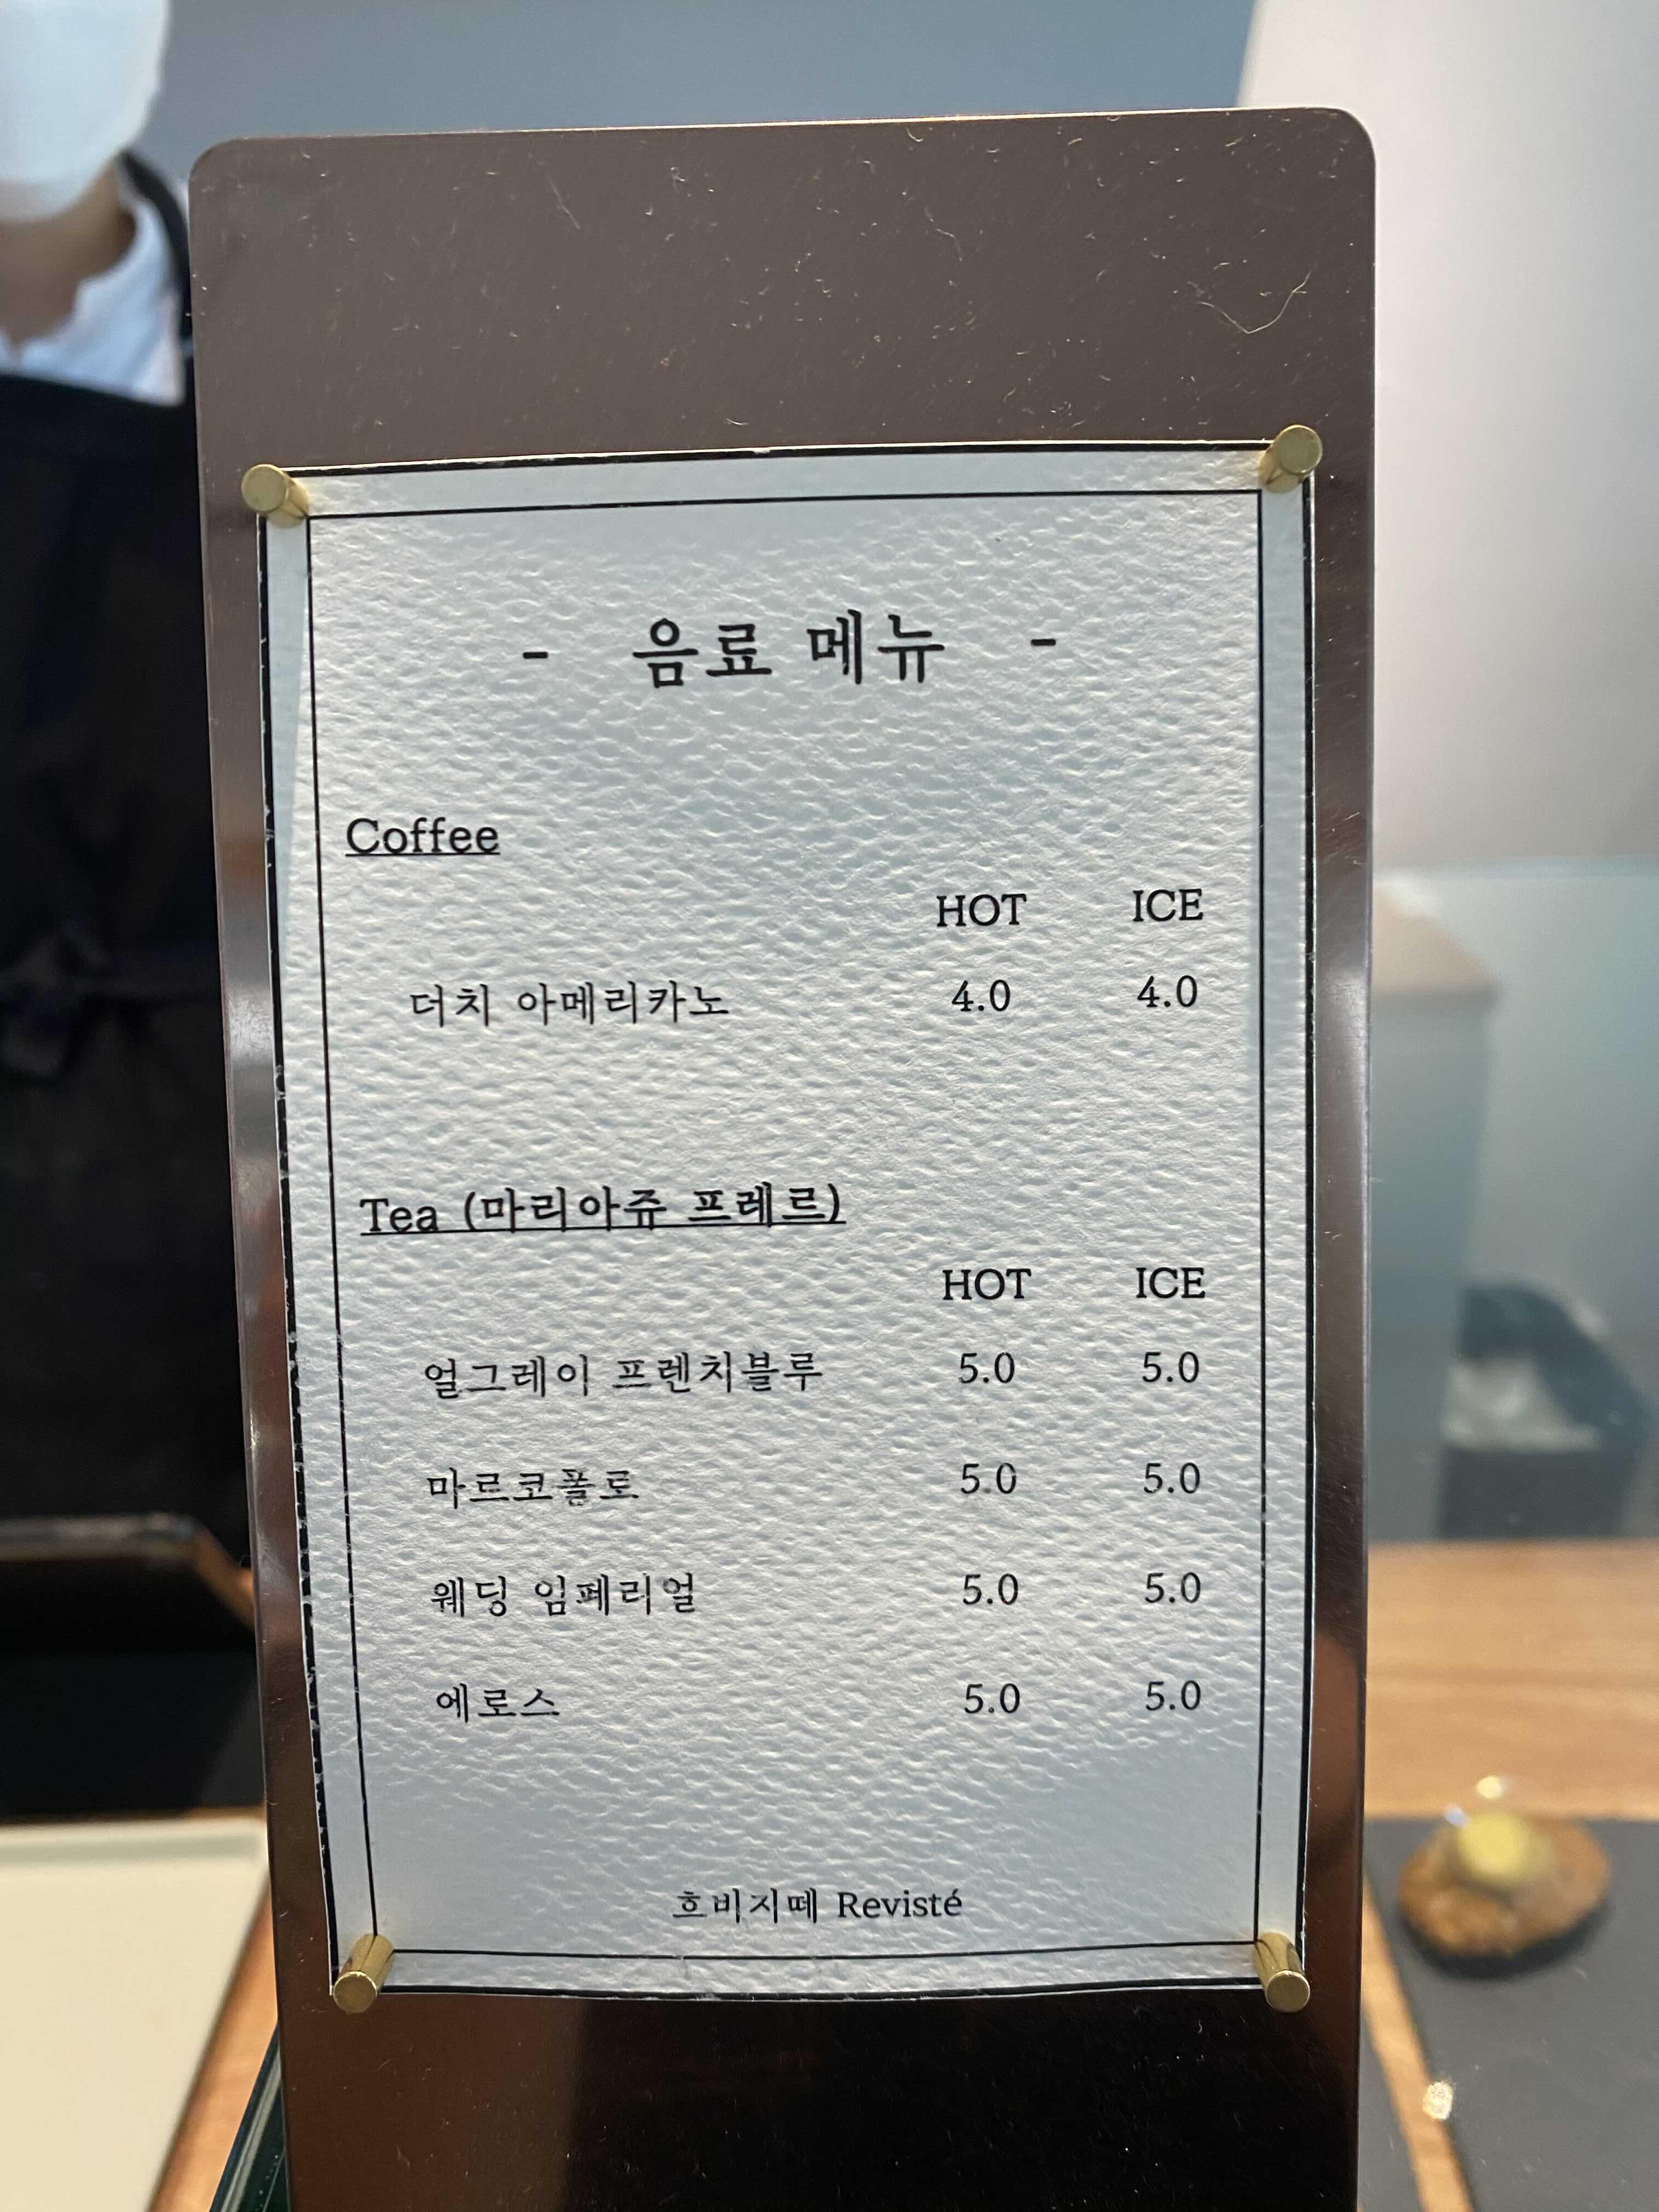 - 음료 메뉴 -
Coffee
HOT ICE
더치 아메리카노 4.0 4.0
Tea (마리아쥬 프레르)
HOT ICE
얼그레이 프렌치블루 5.0 5.0
마르코폴로 5.0 5.0
웨딩 임페리얼 5.0 5.0
에로스 5.0 5.0
흐비지떼 Revisté